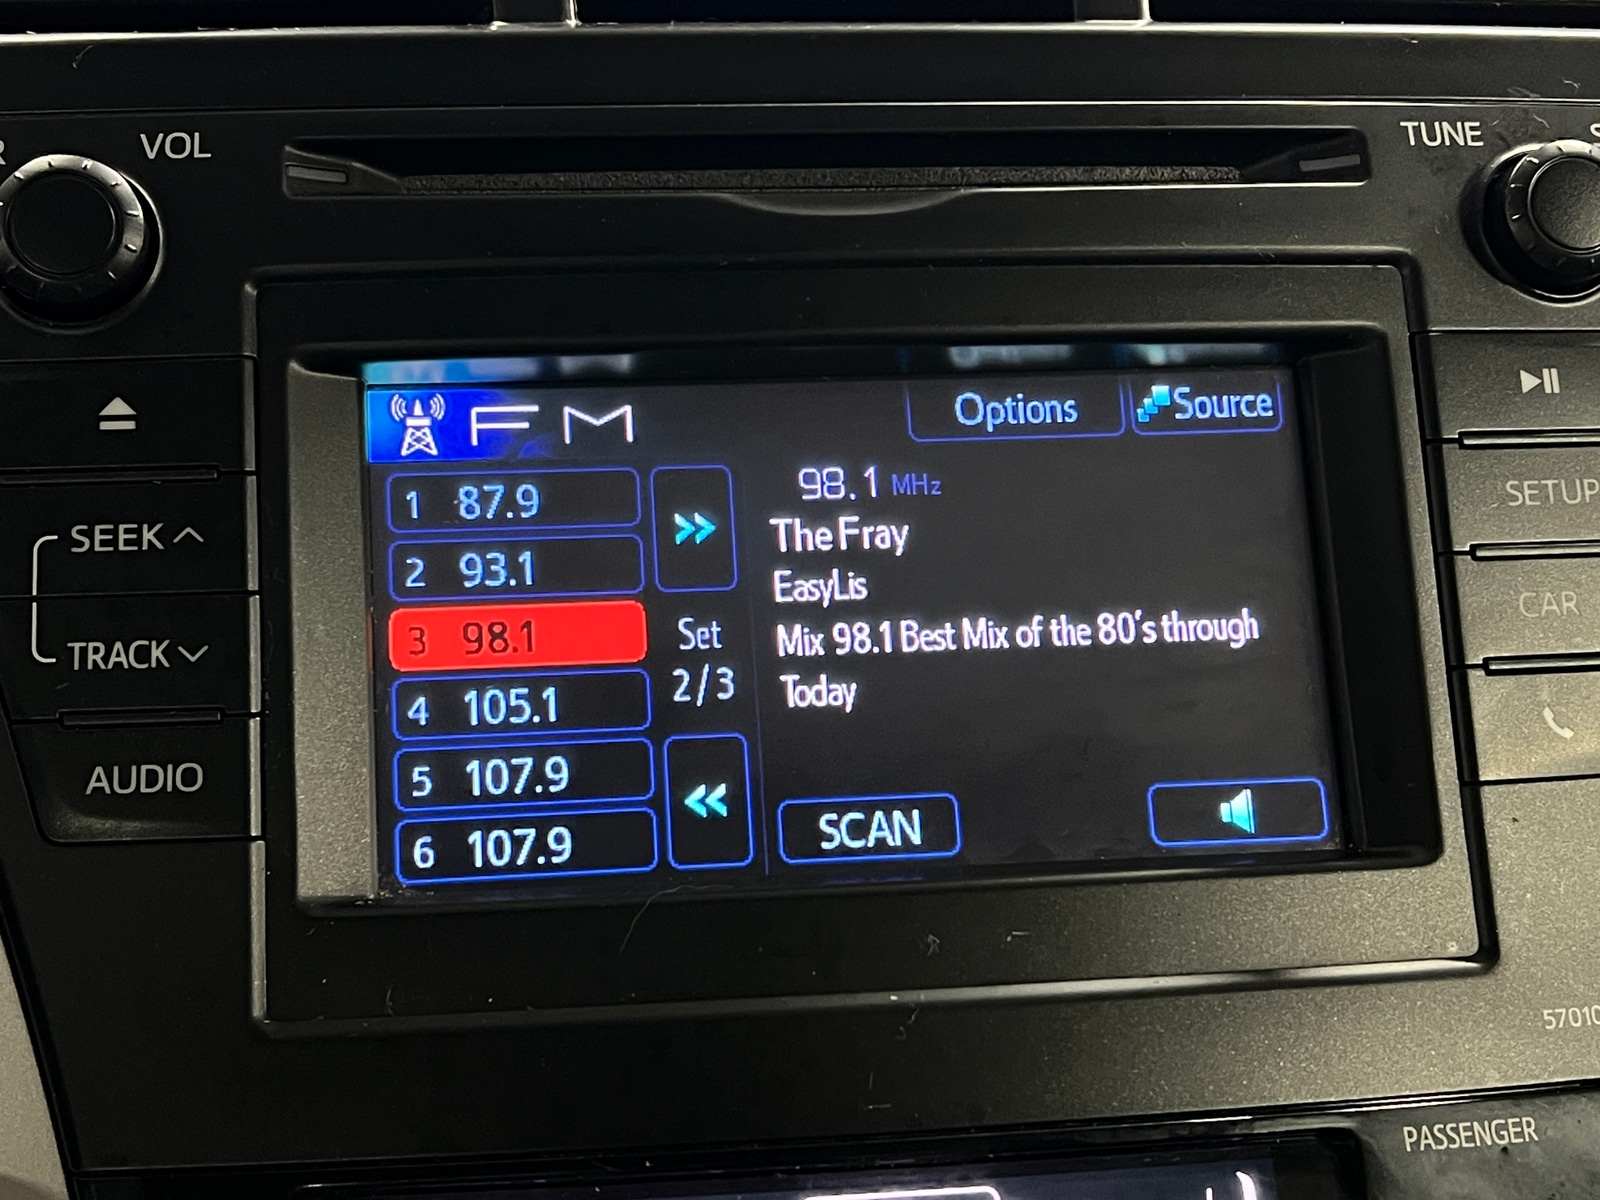 VOL
TUNE
FM
Options
Source
1 87.9
2 93.1
3 98.1
4 105.1
5 107.9
6 107.9
Set
2/3
98.1 MHz
The Fray
EasyLis
Mix 98.1 Best Mix of the 80's through
Today
SCAN
SEEK
TRACK
AUDIO
SETUP
CAR
57010
PASSENGER